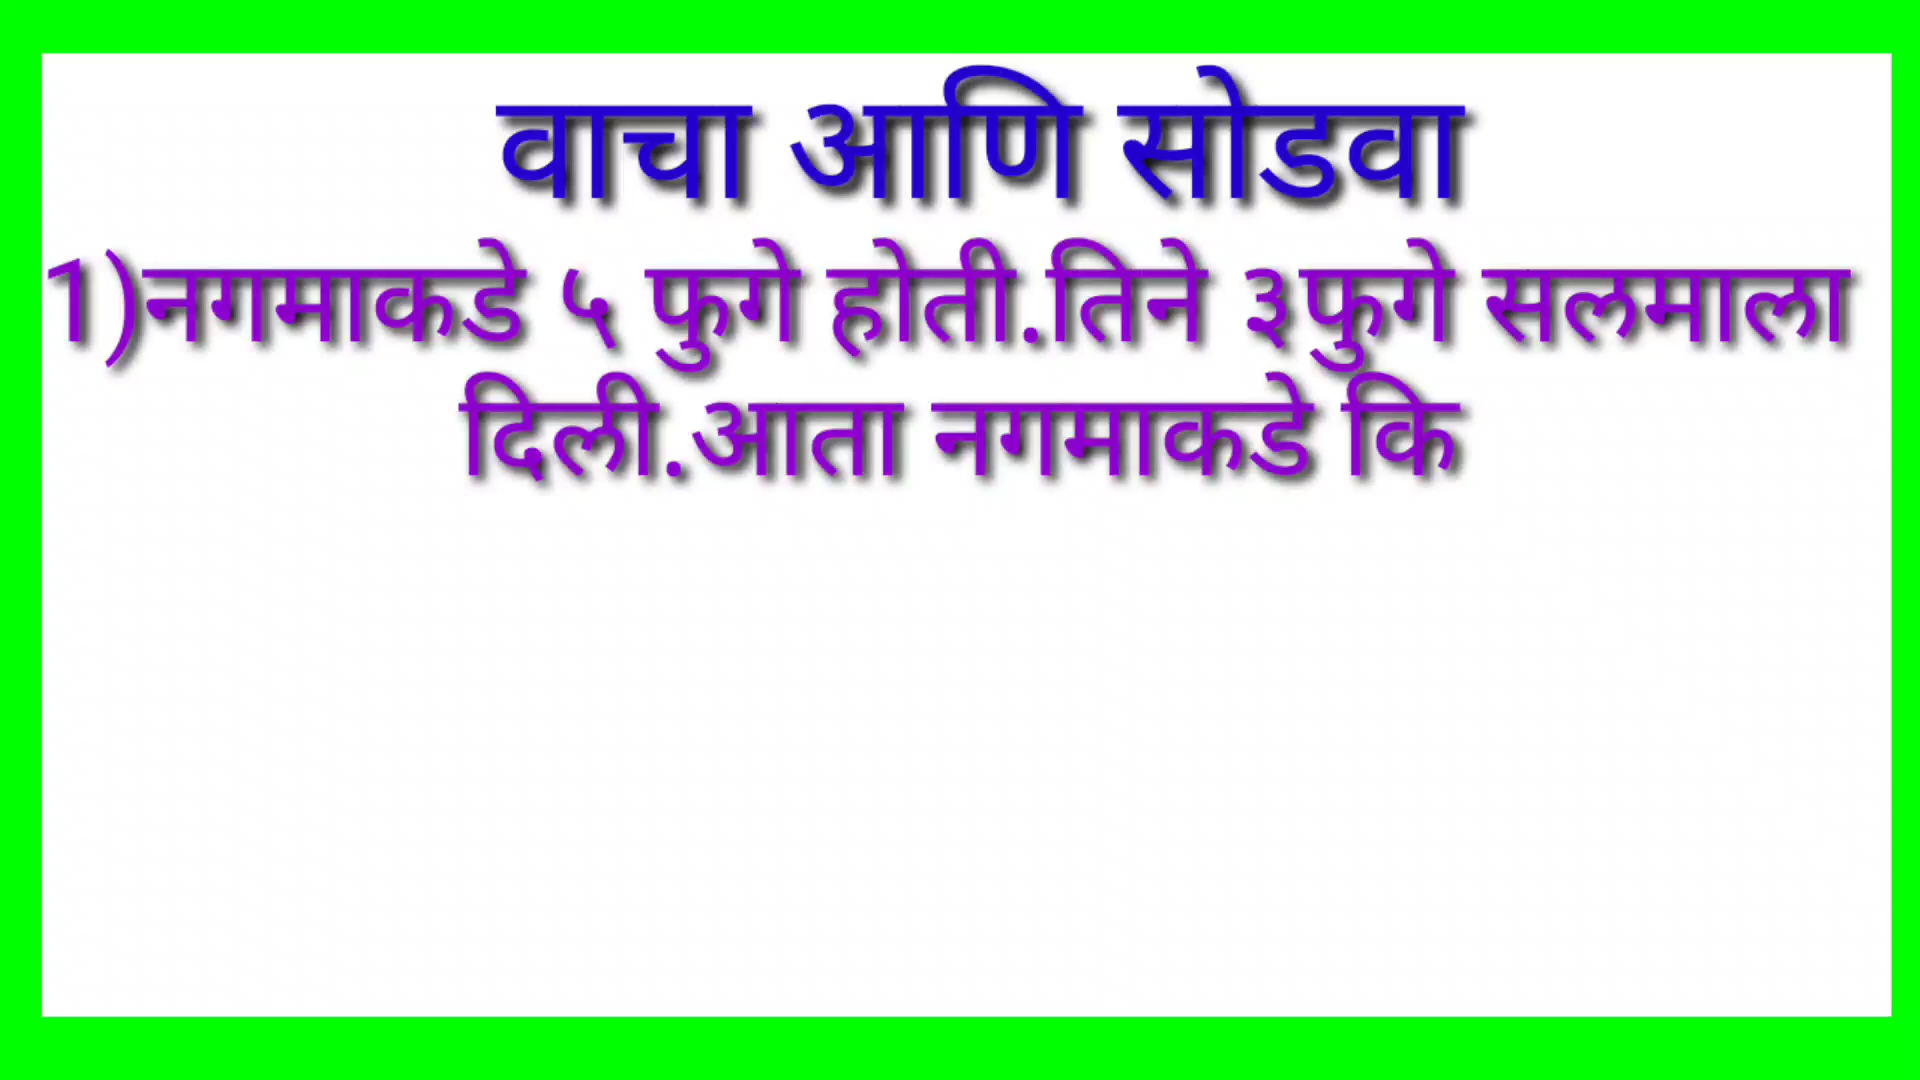 वाचा आणि सोडवा
1)नगमाकडे ५ फुगे होती.तिने ३फुगे सलमाला
दिली.आता नगमाकडे कि